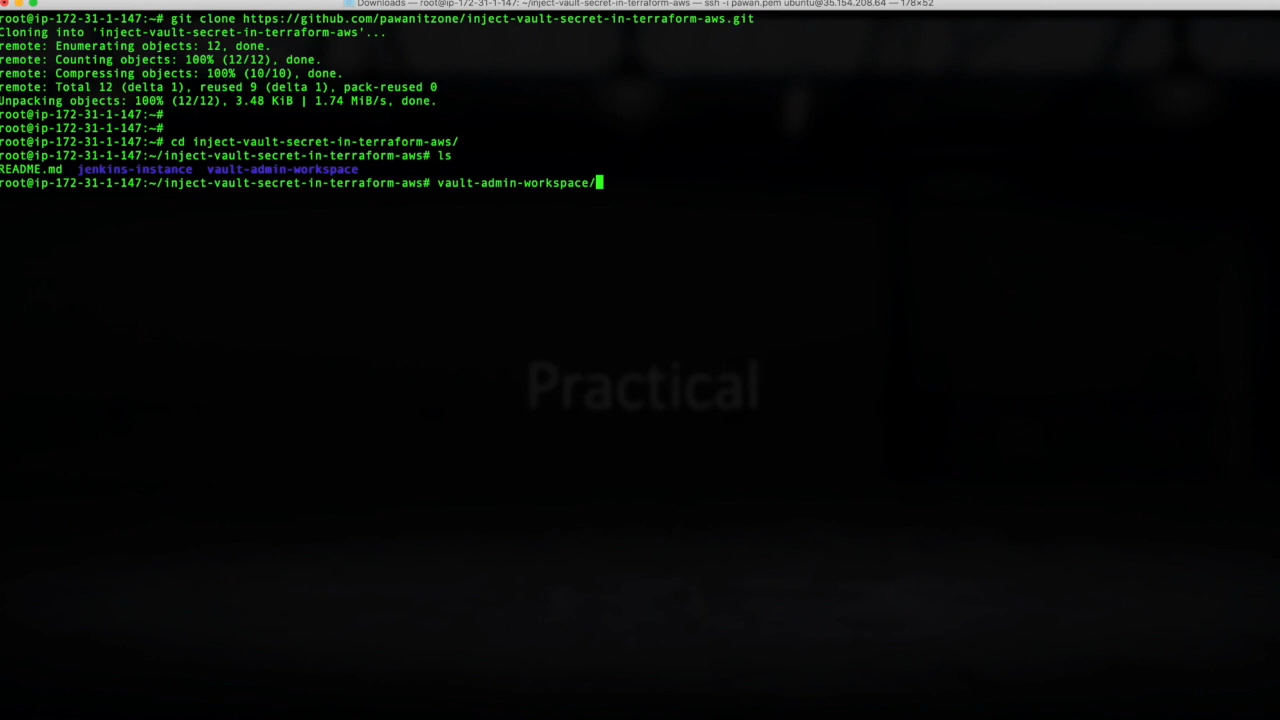 Downloads — root@ip-172-31-1-147: ~/inject-vault-secret-in-terraform-aws — ssh -i pawan.pem ubuntu@35.154.208.64 — 178×52
root@ip-172-31-1-147:~# git clone https://github.com/pawanitzone/inject-vault-secret-in-terraform-aws.git
Cloning into 'inject-vault-secret-in-terraform-aws'...
remote: Enumerating objects: 12, done.
remote: Counting objects: 100% (12/12), done.
remote: Compressing objects: 100% (10/10), done.
remote: Total 12 (delta 1), reused 9 (delta 1), pack-reused 0
Unpacking objects: 100% (12/12), 3.48 KiB | 1.74 MiB/s, done.
root@ip-172-31-1-147:~#
root@ip-172-31-1-147:~#
root@ip-172-31-1-147:~# cd inject-vault-secret-in-terraform-aws/
root@ip-172-31-1-147:~/inject-vault-secret-in-terraform-aws# ls
README.md  jenkins-instance  vault-admin-workspace
root@ip-172-31-1-147:~/inject-vault-secret-in-terraform-aws# vault-admin-workspace/
Practical